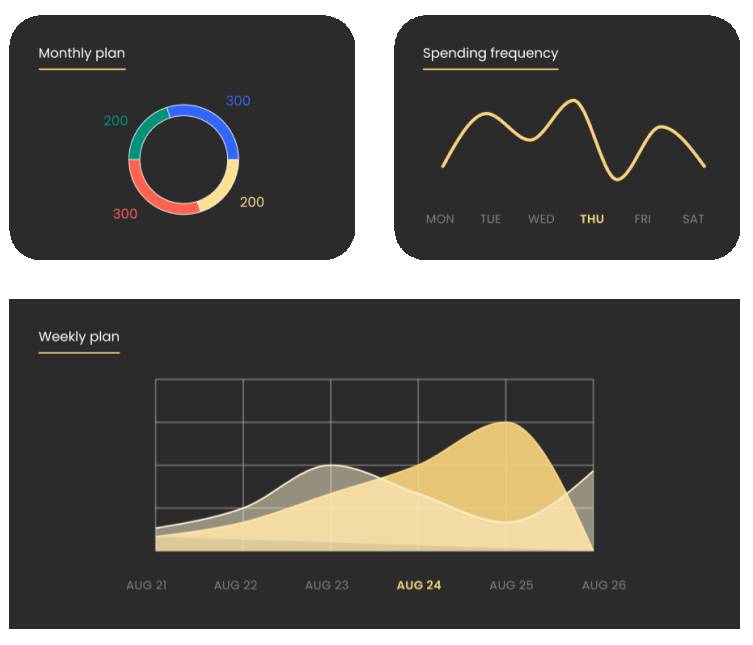 Monthly plan
300
200
200
300
Spending frequency
MON TUE WED THU FRI SAT
Weekly plan
AUG 21 AUG 22 AUG 23 AUG 24 AUG 25 AUG 26